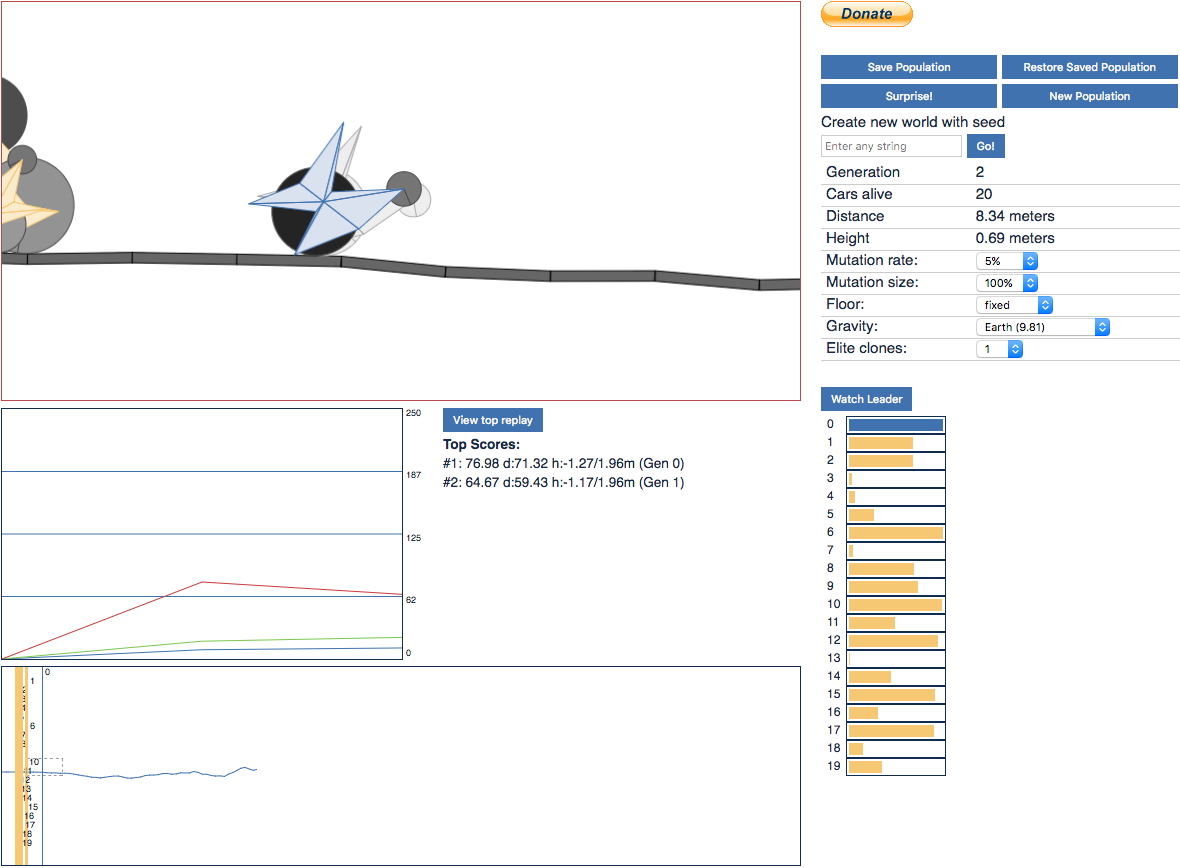 Donate
Save Population
Restore Saved Population
Surprise!
New Population
Create new world with seed
Enter any string
Go!
Generation 2
Cars alive 20
Distance 8.34 meters
Height 0.69 meters
Mutation rate: 5%
Mutation size: 100%
Floor: fixed
Gravity: Earth (9.81)
Elite clones: 1
250
187
125
62
0
View top replay
Top Scores:
#1: 76.98 d:71.32 h:-1.27/1.96m (Gen 0)
#2: 64.67 d:59.43 h:-1.17/1.96m (Gen 1)
Watch Leader
0
1
2
3
4
5
6
7
8
9
10
11
12
13
14
15
16
17
18
19
0
1
6
10
13
14
15
16
17
18
19